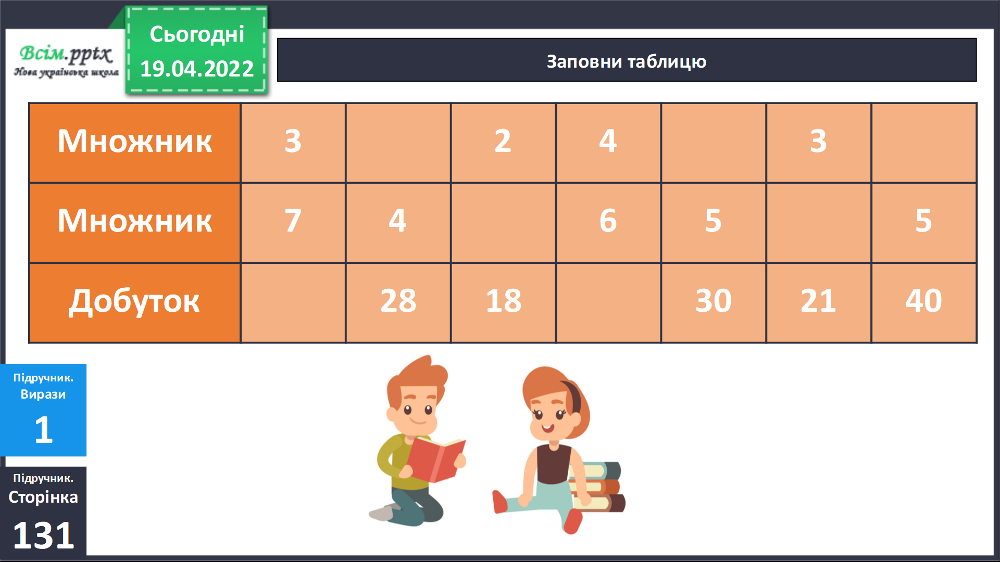 Всім.pptx
Нова українська школа
Сьогодні
19.04.2022
Заповни таблицю
Множник 3 2 4 3
Множник 7 4 6 5 5
Добуток 28 18 30 21 40
Підручник.
Вирази
1
Підручник.
Сторінка
131